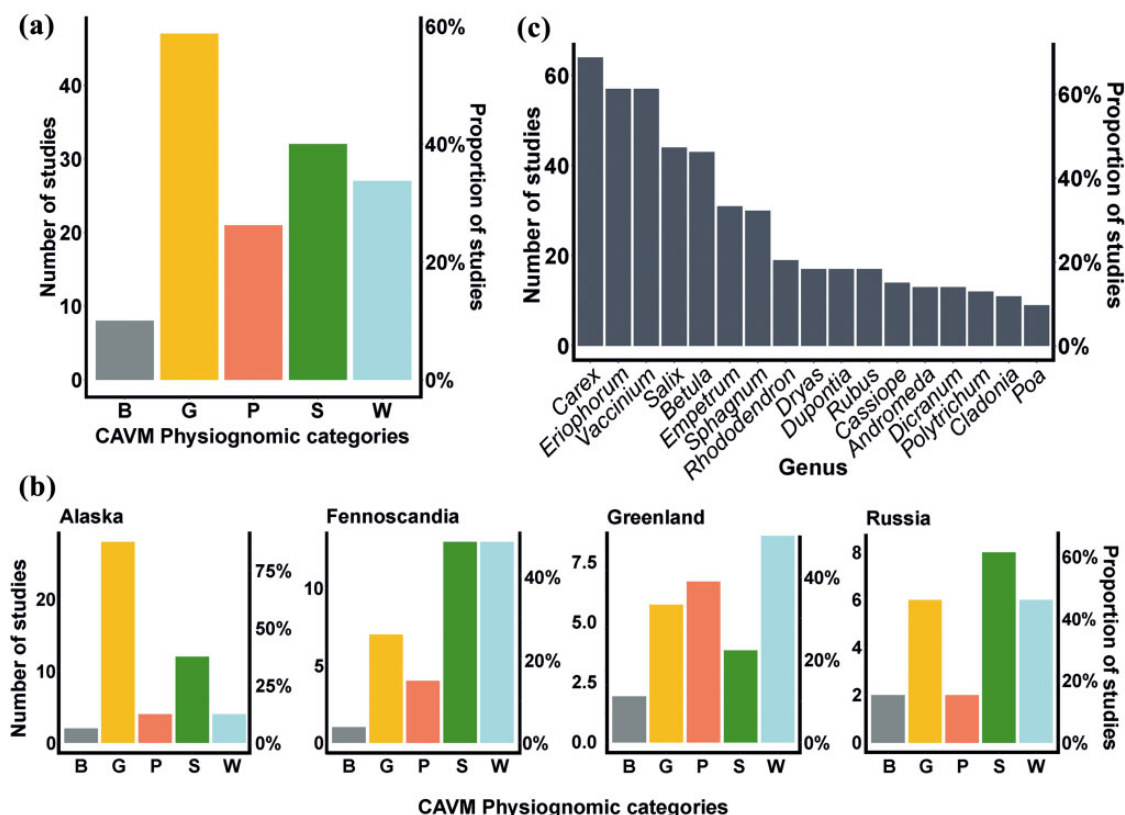 (a)
60%
40
40%
30
20
20%
10
0
0%
Number of studies
Proportion of studies
B G P S W
CAVM Physiognomic categories
(c)
60
60%
40
40%
20
20%
0
0%
Number of studies
Proportion of studies
Carex
Eriophorum
Vaccinium
Salix
Betula
Empetrum
Sphagnum
Rhododendron
Dryas
Dupontia
Rubus
Cassiope
Andromeda
Dicranum
Polytrichum
Cladonia
Poa
Genus
(b)
Alaska
Number of studies
20
10
0
75%
50%
25%
0%
B G P S W
Fennoscandia
10
5
0
40%
20%
0%
B G P S W
Greenland
7.5
5.0
2.5
0.0
40%
20%
0%
B G P S W
Russia
8
6
4
2
0
60%
40%
20%
0%
Proportion of studies
B G P S W
CAVM Physiognomic categories